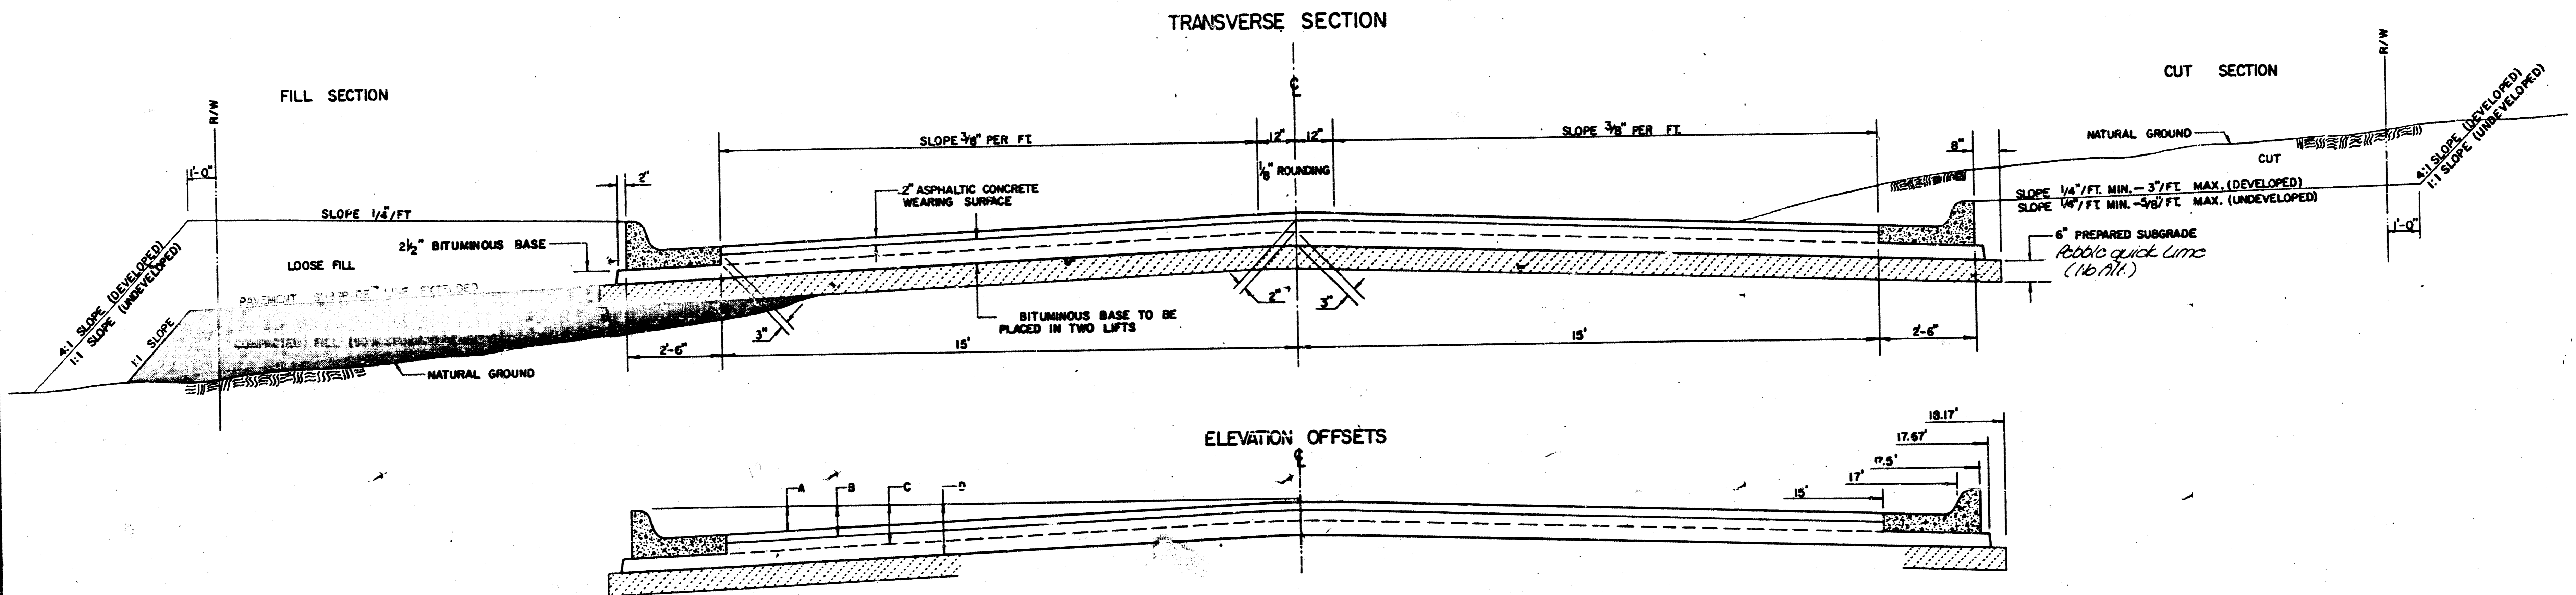 TRANSVERSE SECTION
FILL SECTION
CUT SECTION
R/W
R/W
℄
4:1 SLOPE (DEVELOPED)
1:1 SLOPE (UNDEVELOPED)
NATURAL GROUND
CUT
SLOPE 3/8" PER FT.
12"
12"
SLOPE 3/8" PER FT.
8"
1/8" ROUNDING
1'-0"
2"
2" ASPHALTIC CONCRETE
WEARING SURFACE
SLOPE 1/4"/FT. MIN. — 3"/FT. MAX. (DEVELOPED)
SLOPE 1/4"/FT. MIN. — 5/8"/FT. MAX. (UNDEVELOPED)
SLOPE 1/4"/FT
2 1/2" BITUMINOUS BASE
1'-0"
6" PREPARED SUBGRADE
Pebble quick Lime
(No Alt.)
LOOSE FILL
4:1 SLOPE (DEVELOPED)
1:1 SLOPE (UNDEVELOPED)
1:1 SLOPE
PAVEMENT LINE EXTENDED
COMPACTED FILL
2"
3"
3"
BITUMINOUS BASE TO BE
PLACED IN TWO LIFTS
2'-6"
15'
15'
2'-6"
NATURAL GROUND
ELEVATION OFFSETS
℄
18.17'
17.67'
17.5'
17'
15'
A
B
C
D